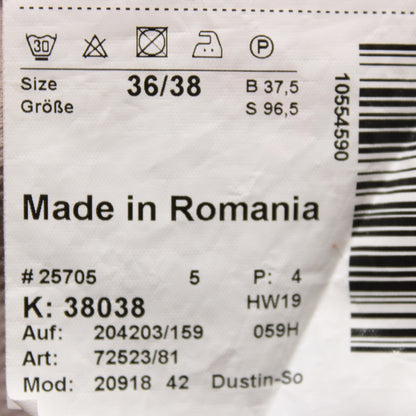 30 P
Size 36/38 B 37,5
Größe S 96,5
10554590
Made in Romania
# 25705 5 P: 4
K: 38038 HW19
Auf: 204203/159 059H
Art: 72523/81
Mod: 20918 42 Dustin-So